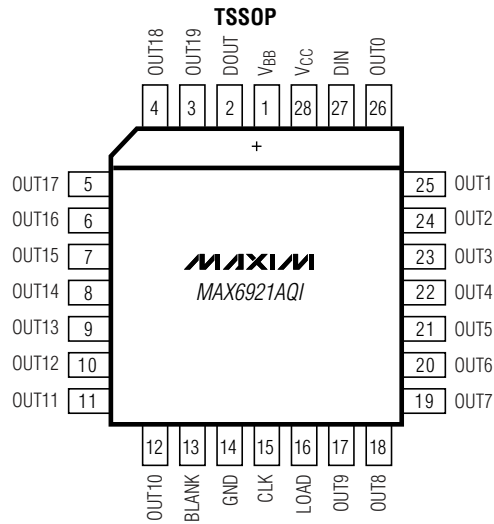 TSSOP
OUT18 OUT19 DOUT VBB VCC DIN OUT0
4 3 2 1 28 27 26
+
OUT17 5 25 OUT1
OUT16 6 24 OUT2
OUT15 7 23 OUT3
MAXIM
OUT14 8 MAX6921AQI 22 OUT4
OUT13 9 21 OUT5
OUT12 10 20 OUT6
OUT11 11 19 OUT7
12 13 14 15 16 17 18
OUT10 BLANK GND CLK LOAD OUT9 OUT8